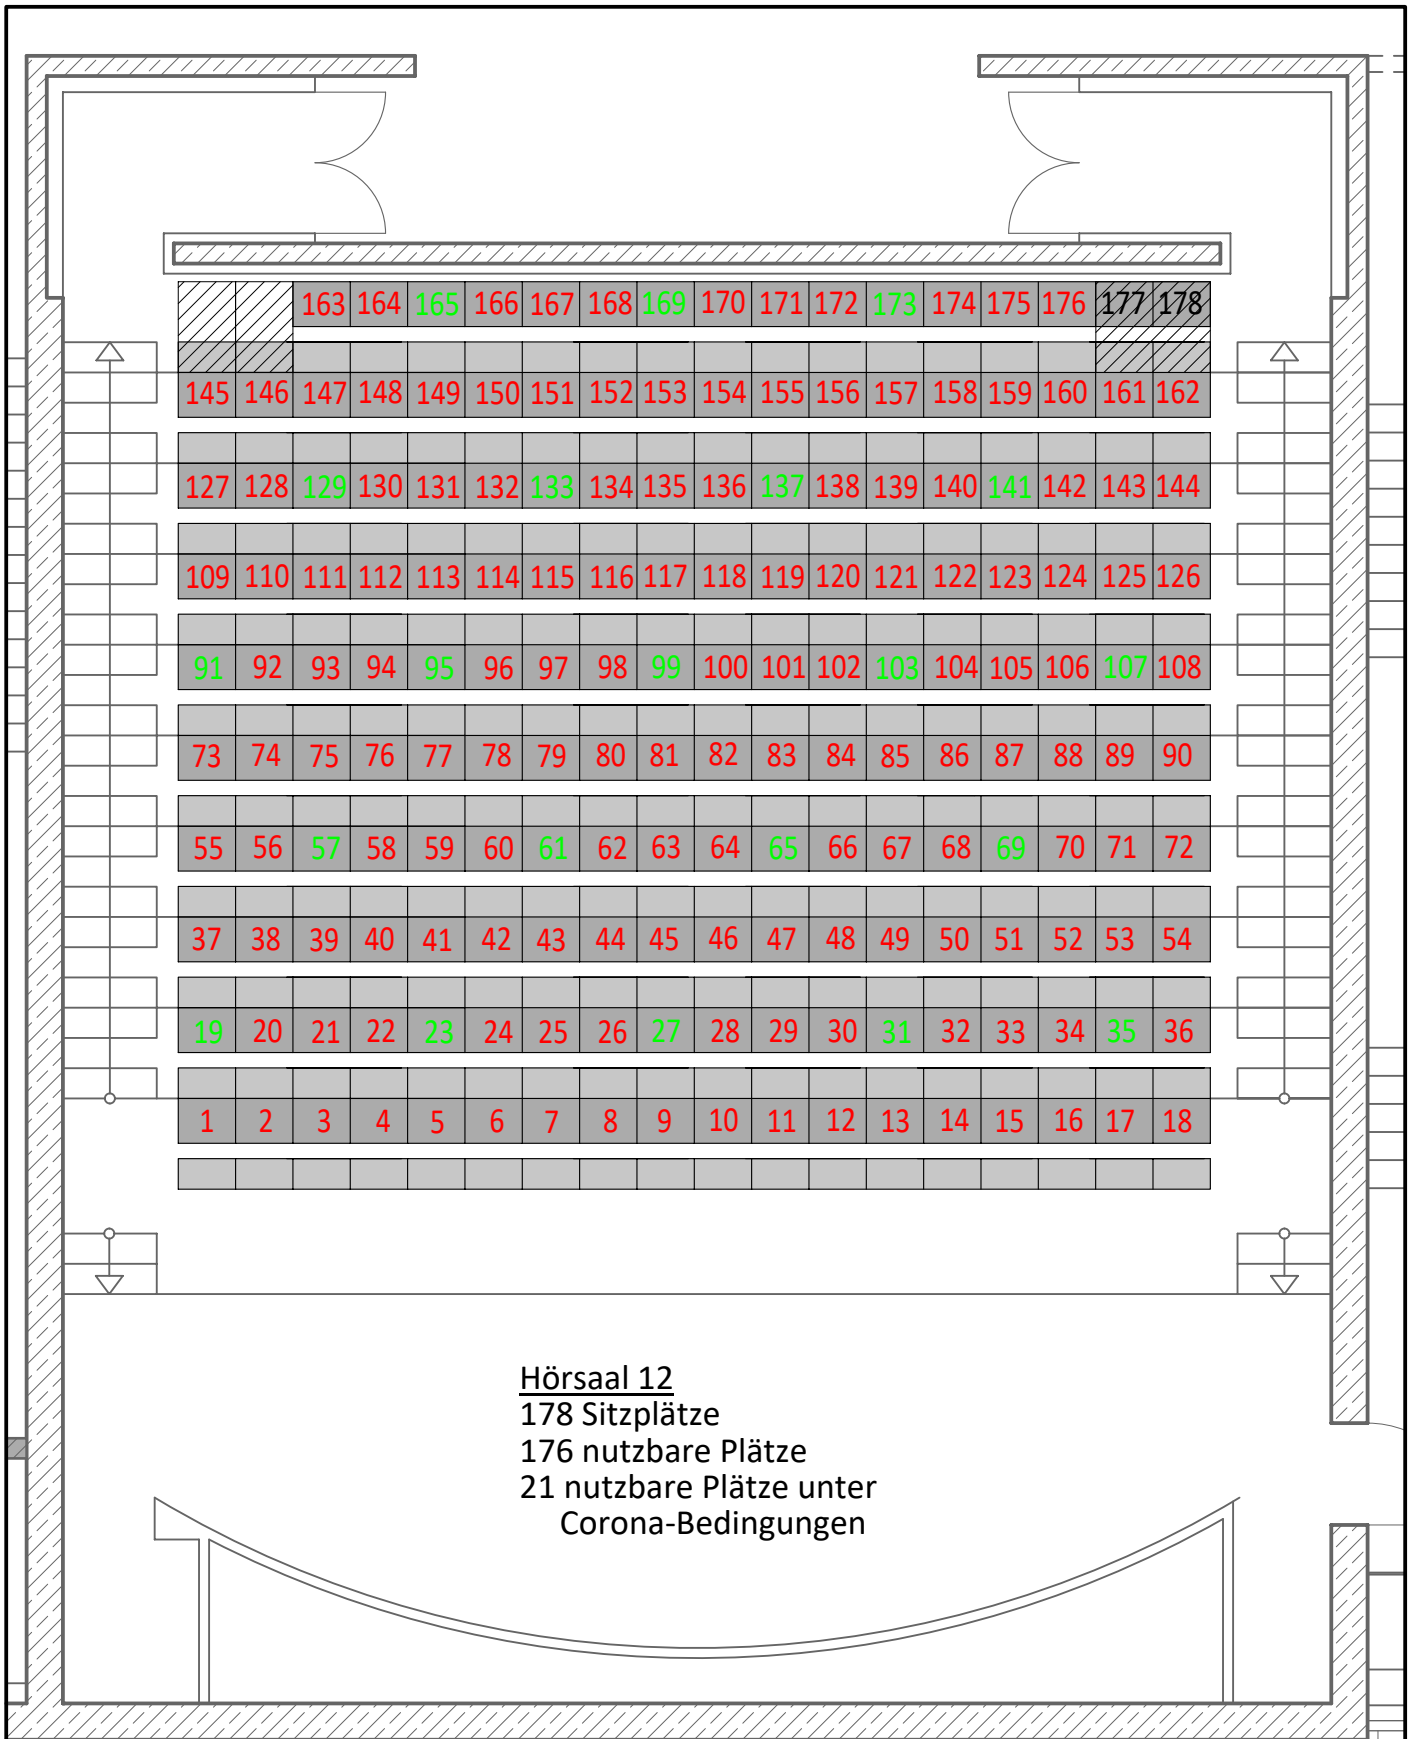 163 164 165 166 167 168 169 170 171 172 173 174 175 176 177 178
145 146 147 148 149 150 151 152 153 154 155 156 157 158 159 160 161 162
127 128 129 130 131 132 133 134 135 136 137 138 139 140 141 142 143 144
109 110 111 112 113 114 115 116 117 118 119 120 121 122 123 124 125 126
91 92 93 94 95 96 97 98 99 100 101 102 103 104 105 106 107 108
73 74 75 76 77 78 79 80 81 82 83 84 85 86 87 88 89 90
55 56 57 58 59 60 61 62 63 64 65 66 67 68 69 70 71 72
37 38 39 40 41 42 43 44 45 46 47 48 49 50 51 52 53 54
19 20 21 22 23 24 25 26 27 28 29 30 31 32 33 34 35 36
1 2 3 4 5 6 7 8 9 10 11 12 13 14 15 16 17 18
Hörsaal 12
178 Sitzplätze
176 nutzbare Plätze
21 nutzbare Plätze unter
Corona-Bedingungen